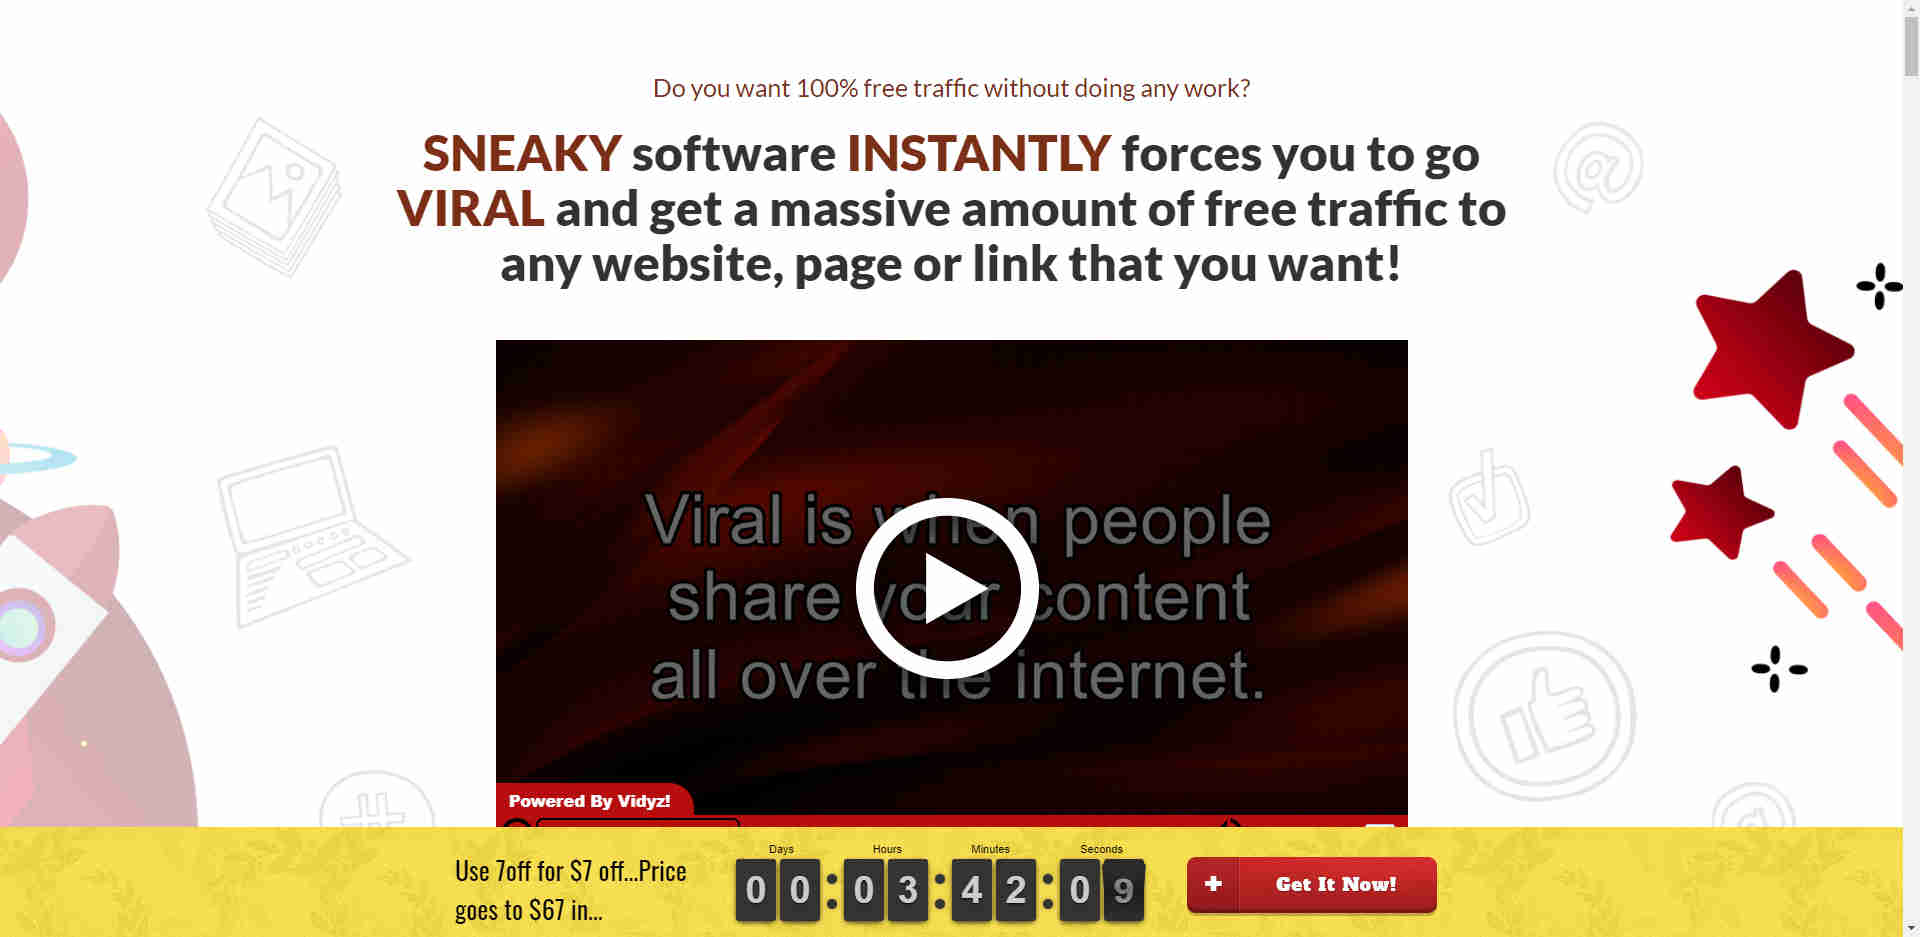 Do you want 100% free traffic without doing any work?
SNEAKY software INSTANTLY forces you to go
VIRAL and get a massive amount of free traffic to
any website, page or link that you want!
Viral is when people
share your content
all over the internet.
Powered By Vidyz!
Use 7off for $7 off...Price
goes to $67 in...
Days Hours Minutes Seconds
00:03:42:09
+ Get It Now!